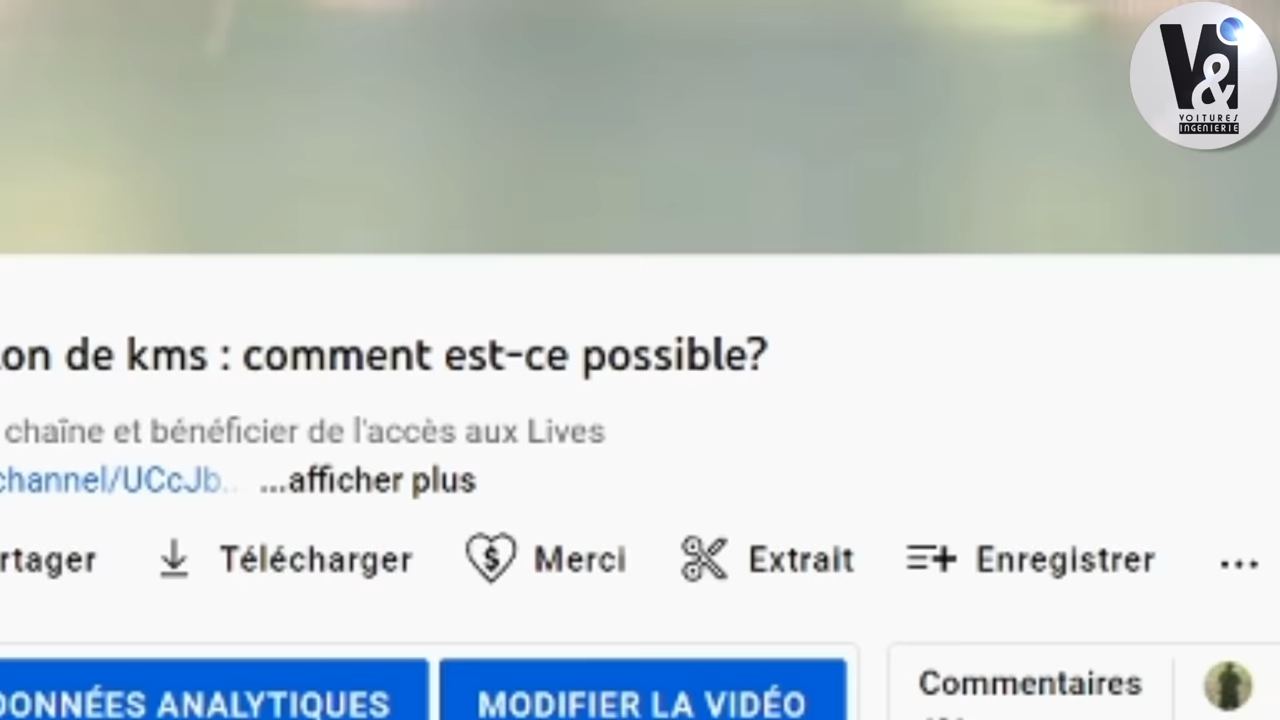 V&i
VOITURES
INGENIERIE
on de kms : comment est-ce possible?
chaîne et bénéficier de l'accès aux Lives
channel/UCcJb... ...afficher plus
rtager Télécharger Merci Extrait Enregistrer ...
DONNÉES ANALYTIQUES MODIFIER LA VIDÉO
Commentaires